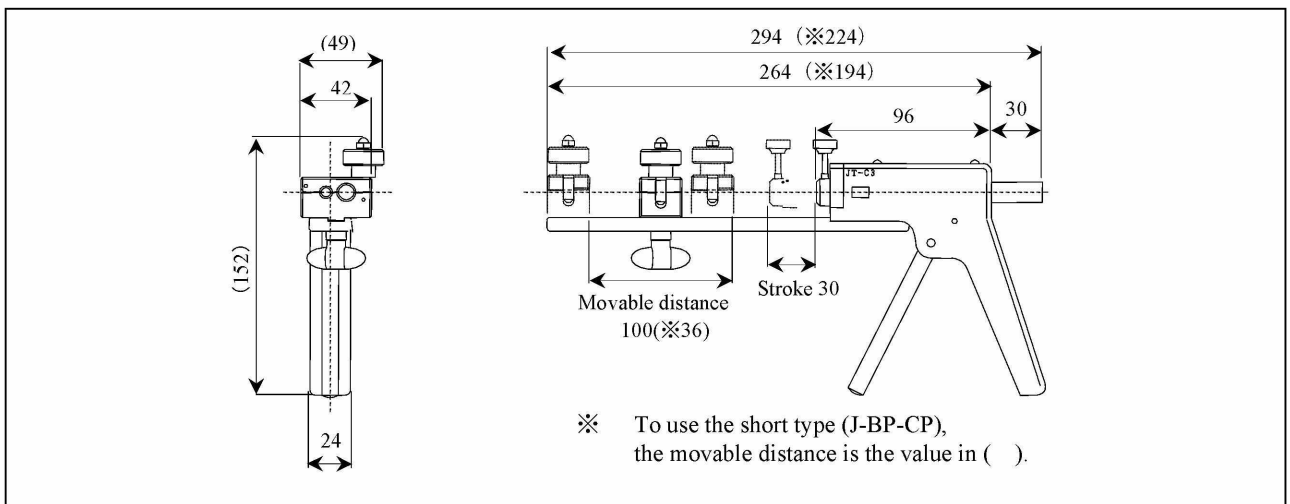 (49)
42
(152)
24
294 (※224)
264 (※194)
96
30
JT-C3
Movable distance
100(※36)
Stroke 30
※ To use the short type (J-BP-CP),
the movable distance is the value in (   ).